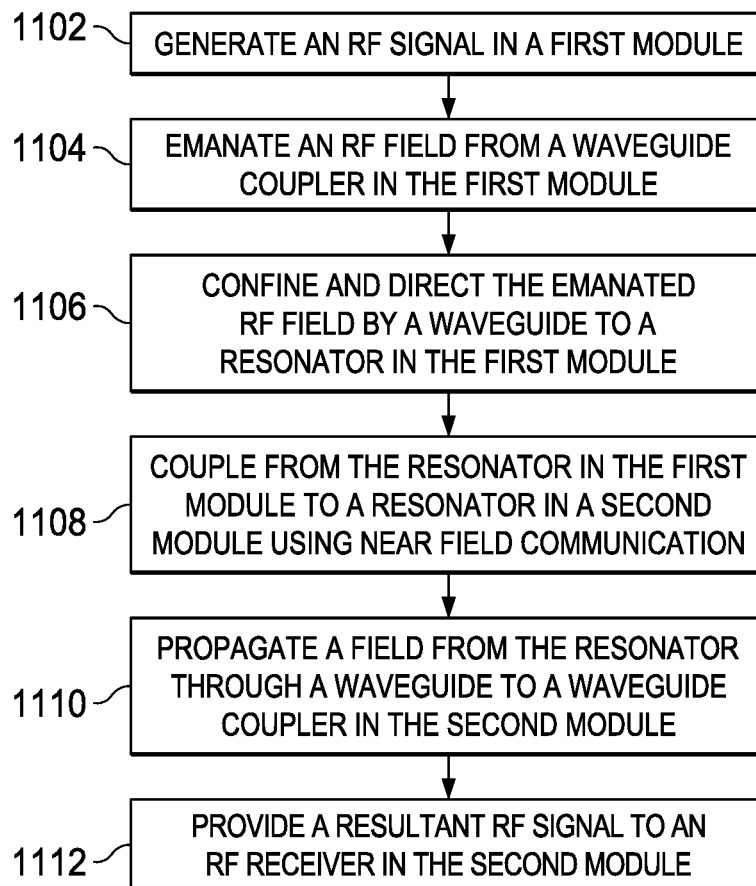 1102
GENERATE AN RF SIGNAL IN A FIRST MODULE
1104
EMANATE AN RF FIELD FROM A WAVEGUIDE
COUPLER IN THE FIRST MODULE
1106
CONFINE AND DIRECT THE EMANATED
RF FIELD BY A WAVEGUIDE TO A
RESONATOR IN THE FIRST MODULE
1108
COUPLE FROM THE RESONATOR IN THE FIRST
MODULE TO A RESONATOR IN A SECOND
MODULE USING NEAR FIELD COMMUNICATION
1110
PROPAGATE A FIELD FROM THE RESONATOR
THROUGH A WAVEGUIDE TO A WAVEGUIDE
COUPLER IN THE SECOND MODULE
1112
PROVIDE A RESULTANT RF SIGNAL TO AN
RF RECEIVER IN THE SECOND MODULE